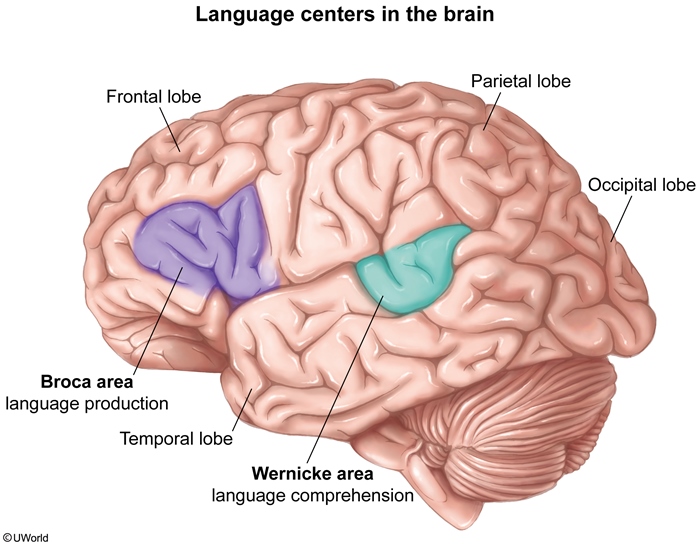 Language centers in the brain
Parietal lobe
Frontal lobe
Occipital lobe
Broca area
language production
Temporal lobe
Wernicke area
language comprehension
©UWorld